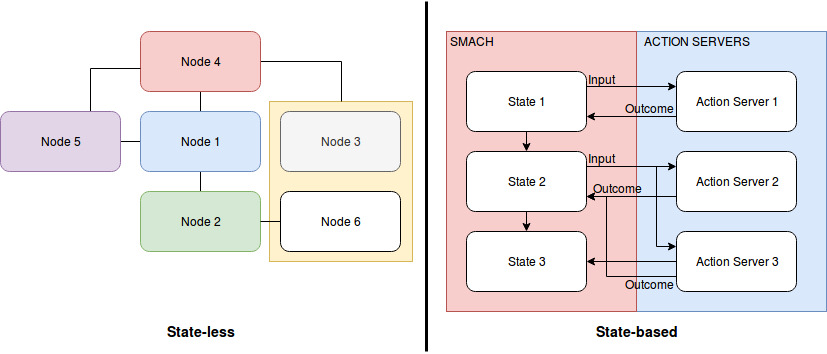 Node 4
Node 5
Node 1
Node 3
Node 2
Node 6
State-less
SMACH
ACTION SERVERS
State 1
Input
Action Server 1
Outcome
State 2
Input
Action Server 2
Outcome
State 3
Action Server 3
Outcome
State-based